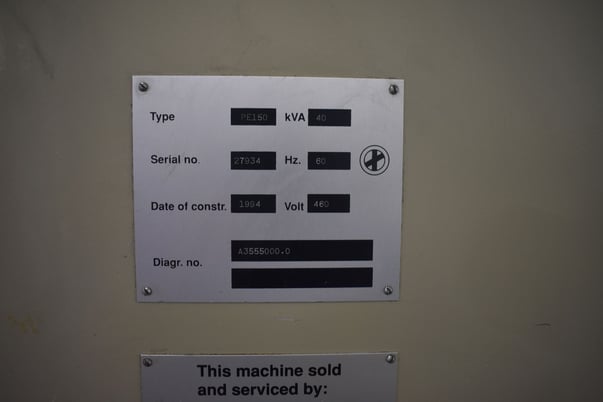 Type PE150 kVA 40
Serial no. 27934 Hz. 60
Date of constr. 1994 Volt 460
Diagr. no. A3555000.0
This machine sold
and serviced by: